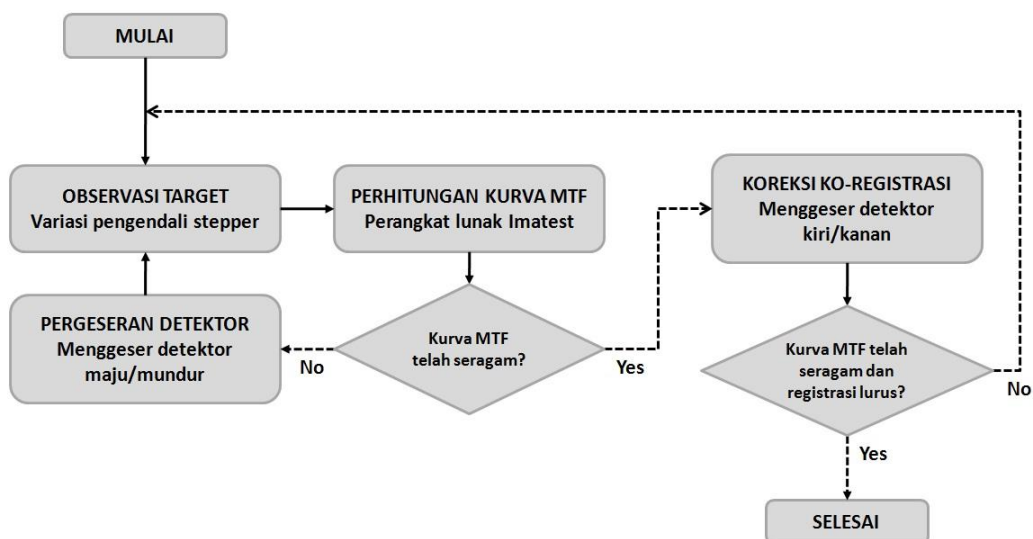 MULAI
OBSERVASI TARGET
Variasi pengendali stepper
PERHITUNGAN KURVA MTF
Perangkat lunak Imatest
KOREKSI KO-REGISTRASI
Menggeser detektor
kiri/kanan
PERGESERAN DETEKTOR
Menggeser detektor
maju/mundur
No
Kurva MTF
telah seragam?
Yes
Kurva MTF telah
seragam dan
registrasi lurus?
No
Yes
SELESAI